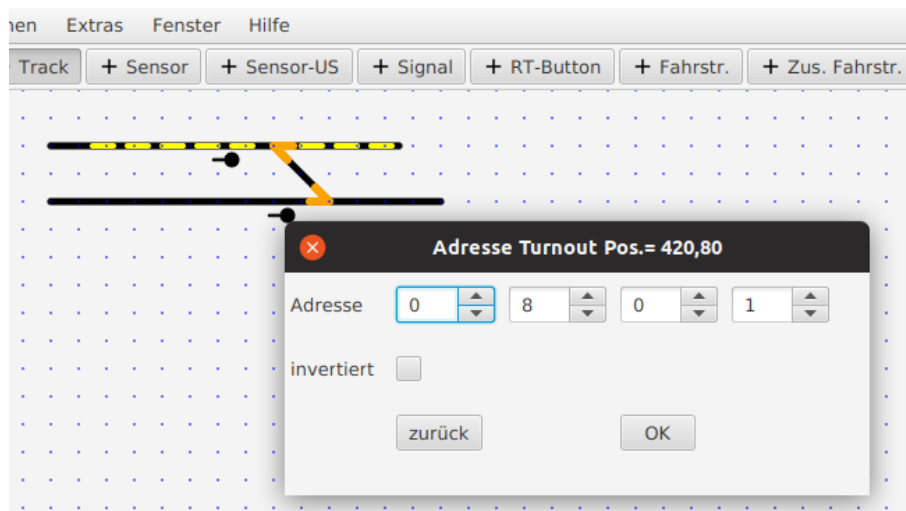 Extras Fenster Hilfe
Track + Sensor + Sensor-US + Signal + RT-Button + Fahrstr. + Zus. Fahrstr.
Adresse Turnout Pos.= 420,80
Adresse 0 8 0 1
invertiert
zurück OK